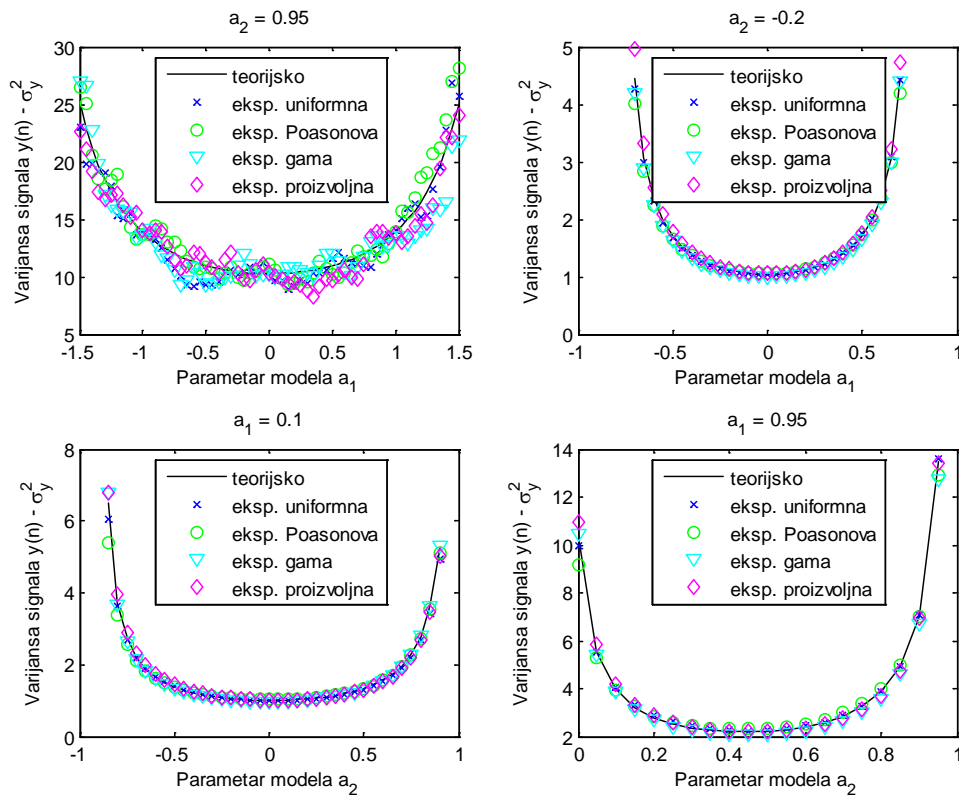 a2 = 0.95
30
25
20
15
10
5
-1.5 -1 -0.5 0 0.5 1 1.5
Varijansa signala y(n) - σy2
Parametar modela a1
teorijsko
eksp. uniformna
eksp. Poasonova
eksp. gama
eksp. proizvoljna
a2 = -0.2
5
4
3
2
1
0
-1 -0.5 0 0.5 1
Varijansa signala y(n) - σy2
Parametar modela a1
teorijsko
eksp. uniformna
eksp. Poasonova
eksp. gama
eksp. proizvoljna
a1 = 0.1
8
6
4
2
0
-1 -0.5 0 0.5 1
Varijansa signala y(n) - σy2
Parametar modela a2
teorijsko
eksp. uniformna
eksp. Poasonova
eksp. gama
eksp. proizvoljna
a1 = 0.95
14
12
10
8
6
4
2
0 0.2 0.4 0.6 0.8 1
Varijansa signala y(n) - σy2
Parametar modela a2
teorijsko
eksp. uniformna
eksp. Poasonova
eksp. gama
eksp. proizvoljna